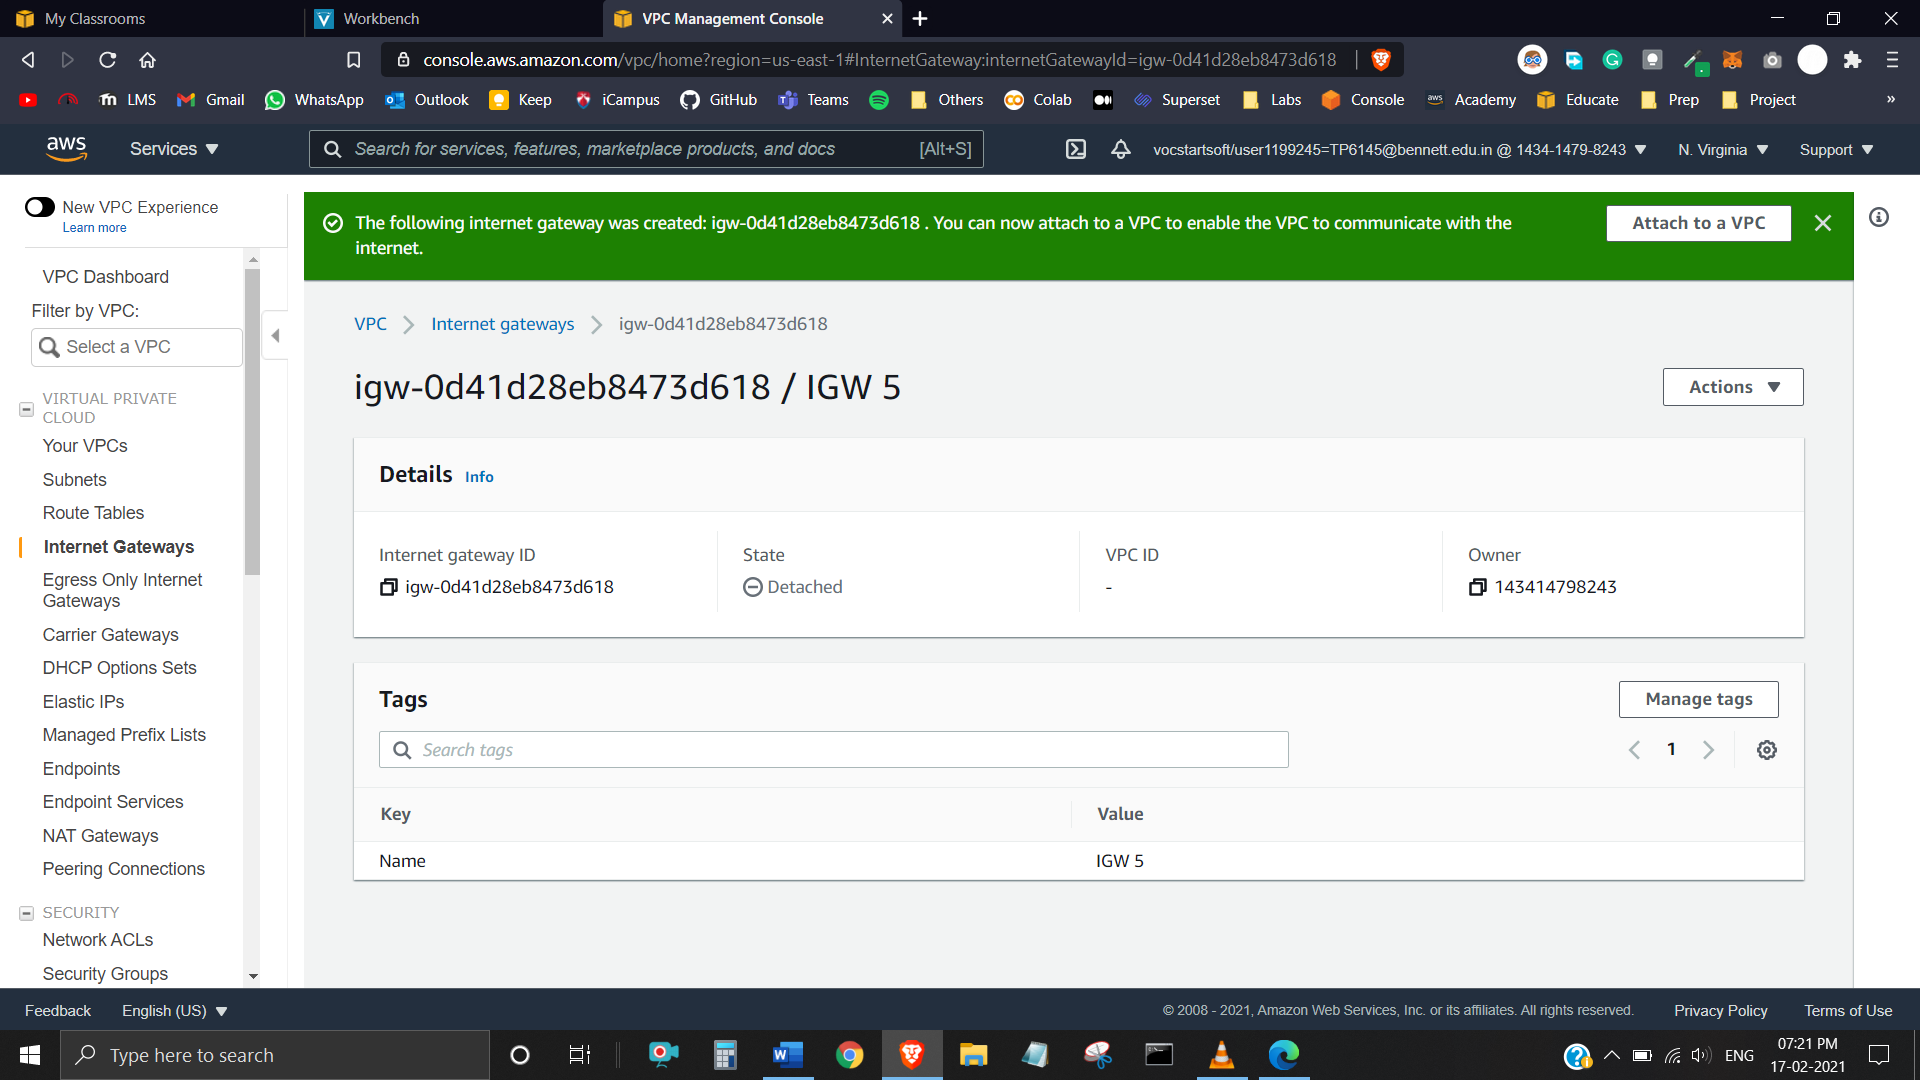 My Classrooms
Workbench
VPC Management Console
console.aws.amazon.com/vpc/home?region=us-east-1#InternetGateway:internetGatewayId=igw-0d41d28eb8473d618
LMS Gmail WhatsApp Outlook Keep iCampus GitHub Teams Others Colab Superset Labs Console Academy Educate Prep Project »
aws Services Search for services, features, marketplace products, and docs [Alt+S] vocstartsoft/user1199245=TP6145@bennett.edu.in @ 1434-1479-8243 N. Virginia Support
New VPC Experience
Learn more
VPC Dashboard
Filter by VPC:
Select a VPC
VIRTUAL PRIVATE
CLOUD
Your VPCs
Subnets
Route Tables
Internet Gateways
Egress Only Internet
Gateways
Carrier Gateways
DHCP Options Sets
Elastic IPs
Managed Prefix Lists
Endpoints
Endpoint Services
NAT Gateways
Peering Connections
SECURITY
Network ACLs
Security Groups
The following internet gateway was created: igw-0d41d28eb8473d618 . You can now attach to a VPC to enable the VPC to communicate with the
internet.
Attach to a VPC
VPC Internet gateways igw-0d41d28eb8473d618
igw-0d41d28eb8473d618 / IGW 5
Actions
Details Info
Internet gateway ID
igw-0d41d28eb8473d618
State
Detached
VPC ID
-
Owner
143414798243
Tags
Manage tags
Search tags
1
Key Value
Name IGW 5
Feedback English (US) © 2008 - 2021, Amazon Web Services, Inc. or its affiliates. All rights reserved. Privacy Policy Terms of Use
Type here to search
ENG
07:21 PM
17-02-2021